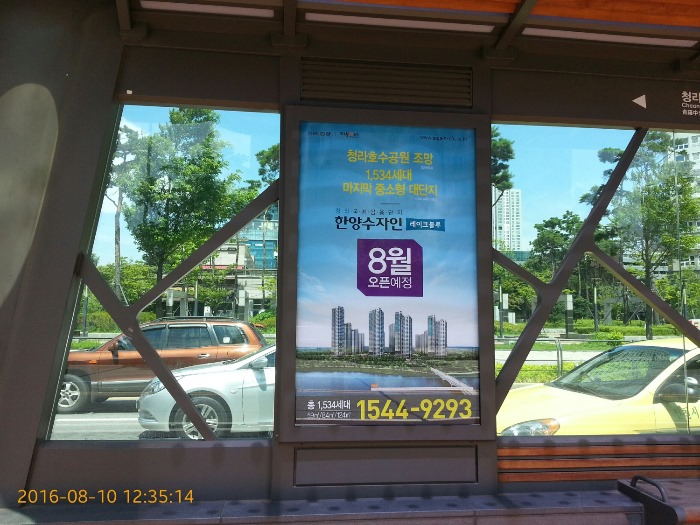 청라
청라호수공원 조망
1,534세대
마지막 중소형 대단지
한양수자인 레이크블루
8월
오픈예정
총 1,534세대
1544-9293
2016-08-10 12:35:14